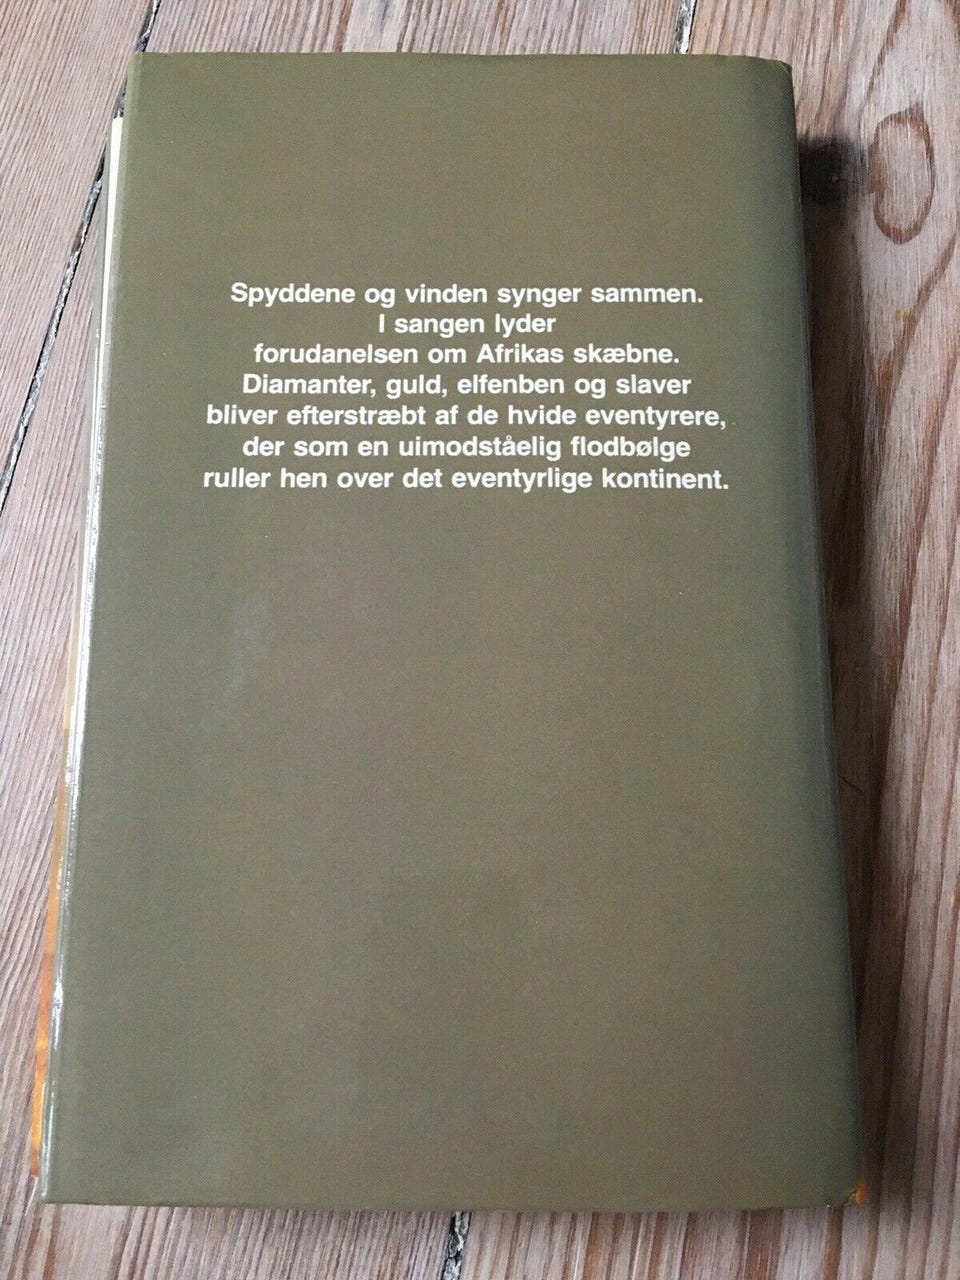 Spyddene og vinden synger sammen.
I sangen lyder
forudanelsen om Afrikas skæbne.
Diamanter, guld, elfenben og slaver
bliver efterstræbt af de hvide eventyrere,
der som en uimodståelig flodbølge
ruller hen over det eventyrlige kontinent.